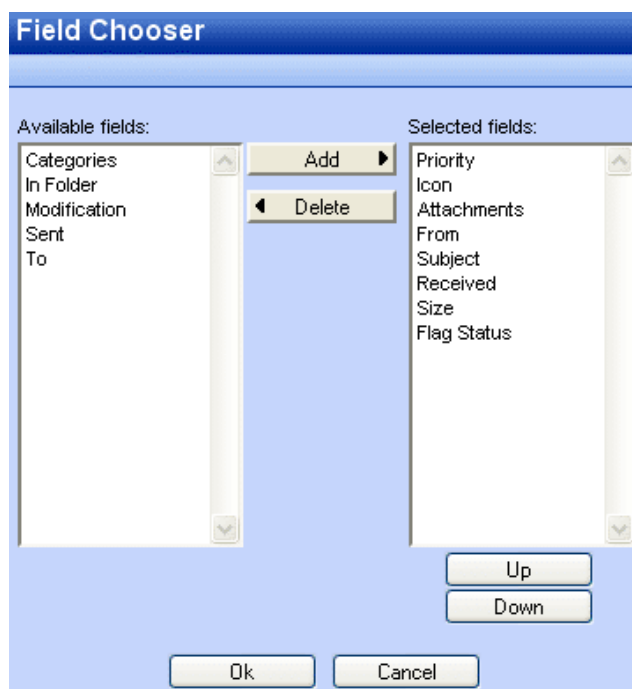 Field Chooser
Available fields:
Categories
In Folder
Modification
Sent
To
Add
Delete
Selected fields:
Priority
Icon
Attachments
From
Subject
Received
Size
Flag Status
Up
Down
Ok
Cancel